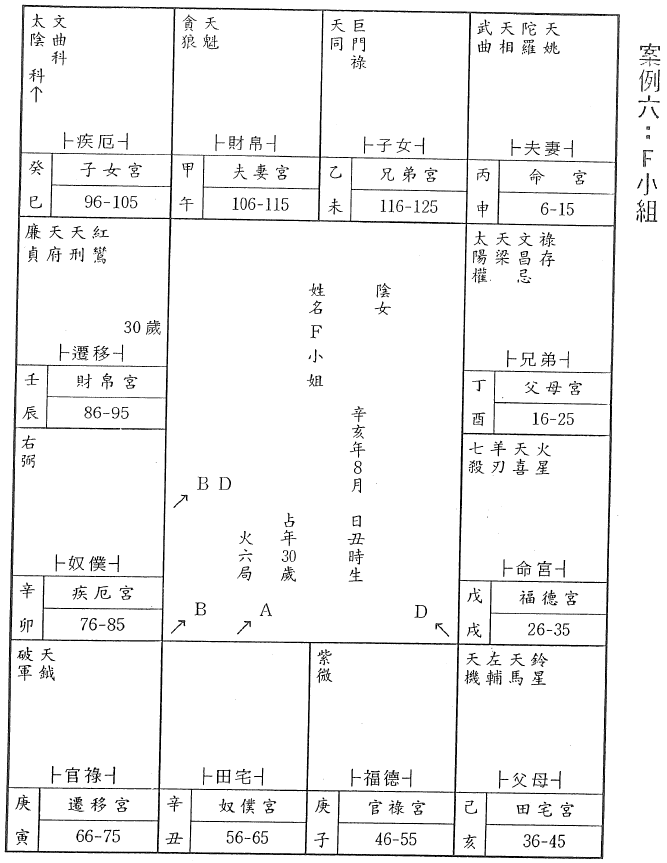 案例六：F小姐
太陰科↑
文曲科
├疾厄┤
癸巳
子女宮
96-105
貪狼
天魁
├財帛┤
甲午
夫妻宮
106-115
天同
巨門祿
├子女┤
乙未
兄弟宮
116-125
武曲
天相
陀羅
天姚
├夫妻┤
丙申
命宮
6-15
廉貞
天府
天刑
紅鸞
30歲
├遷移┤
壬辰
財帛宮
86-95
太陽權
天梁
文昌忌
祿存
├兄弟┤
丁酉
父母宮
16-25
右弼
├奴僕┤
辛卯
疾厄宮
76-85
七殺
羊刃
天喜
火星
├命宮┤
戊戌
福德宮
26-35
陰女
姓名F小姐
辛亥年8月 日丑時生
占年30歲
火六局
↗ B D
↗ B
↗ A
D ↖
破軍
天鉞
├官祿┤
庚寅
遷移宮
66-75
├田宅┤
辛丑
奴僕宮
56-65
紫微
├福德┤
庚子
官祿宮
46-55
天機
左輔
天馬
鈴星
├父母┤
己亥
田宅宮
36-45